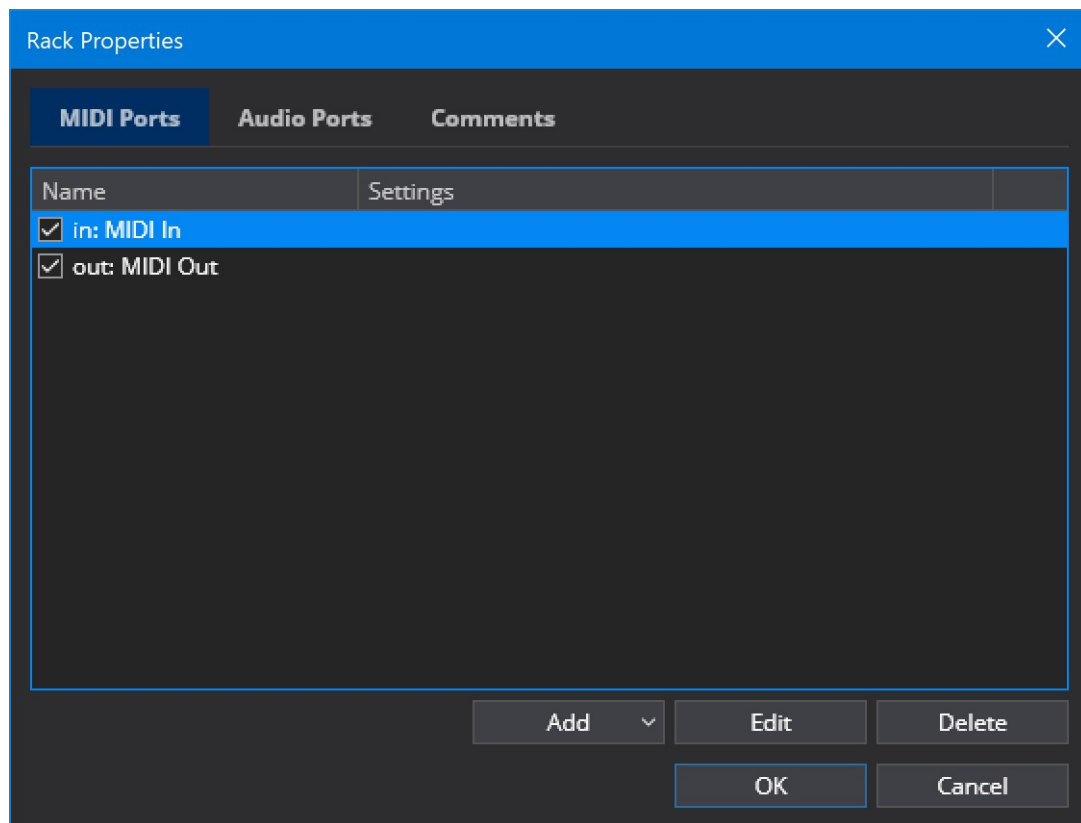 Rack Properties
MIDI Ports Audio Ports Comments
Name Settings
in: MIDI In
out: MIDI Out
Add Edit Delete
OK Cancel